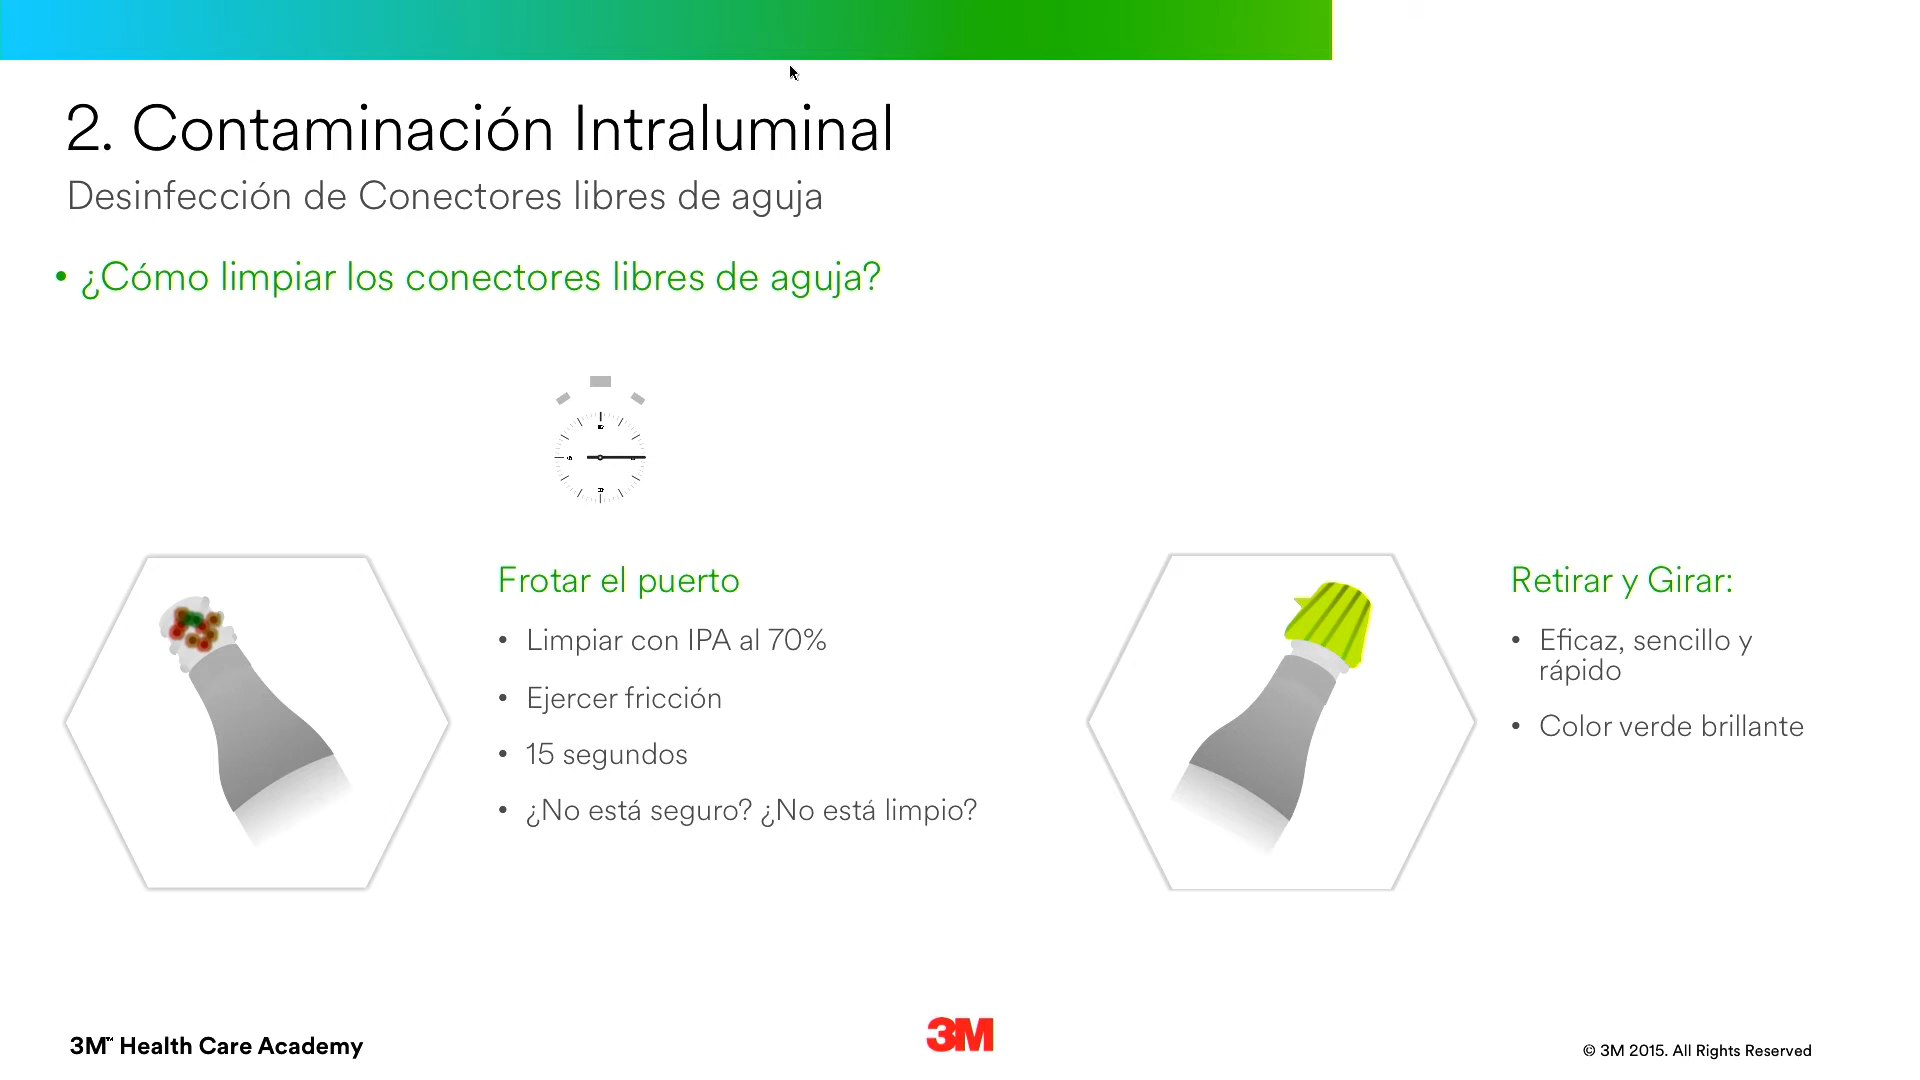 2. Contaminación Intraluminal
Desinfección de Conectores libres de aguja
• ¿Cómo limpiar los conectores libres de aguja?
Frotar el puerto
• Limpiar con IPA al 70%
• Ejercer fricción
• 15 segundos
• ¿No está seguro? ¿No está limpio?
Retirar y Girar:
• Eficaz, sencillo y
rápido
• Color verde brillante
3M™ Health Care Academy
3M
© 3M 2015. All Rights Reserved